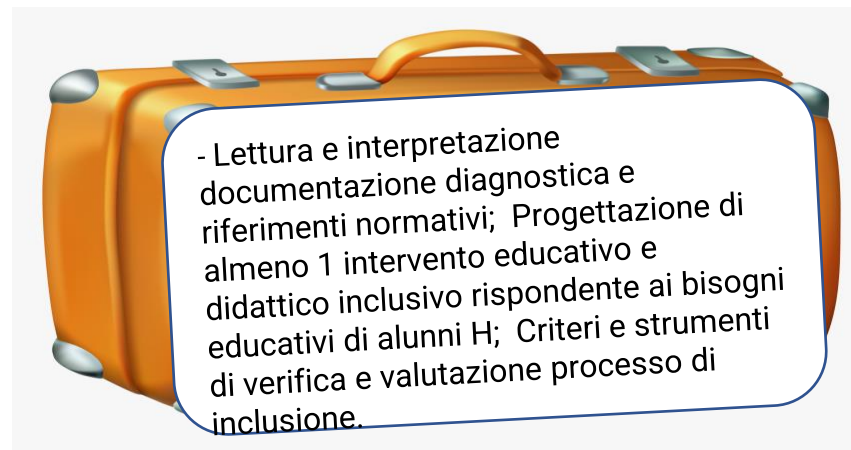 - Lettura e interpretazione
documentazione diagnostica e
riferimenti normativi;  Progettazione di
almeno 1 intervento educativo e
didattico inclusivo rispondente ai bisogni
educativi di alunni H;  Criteri e strumenti
di verifica e valutazione processo di
inclusione.